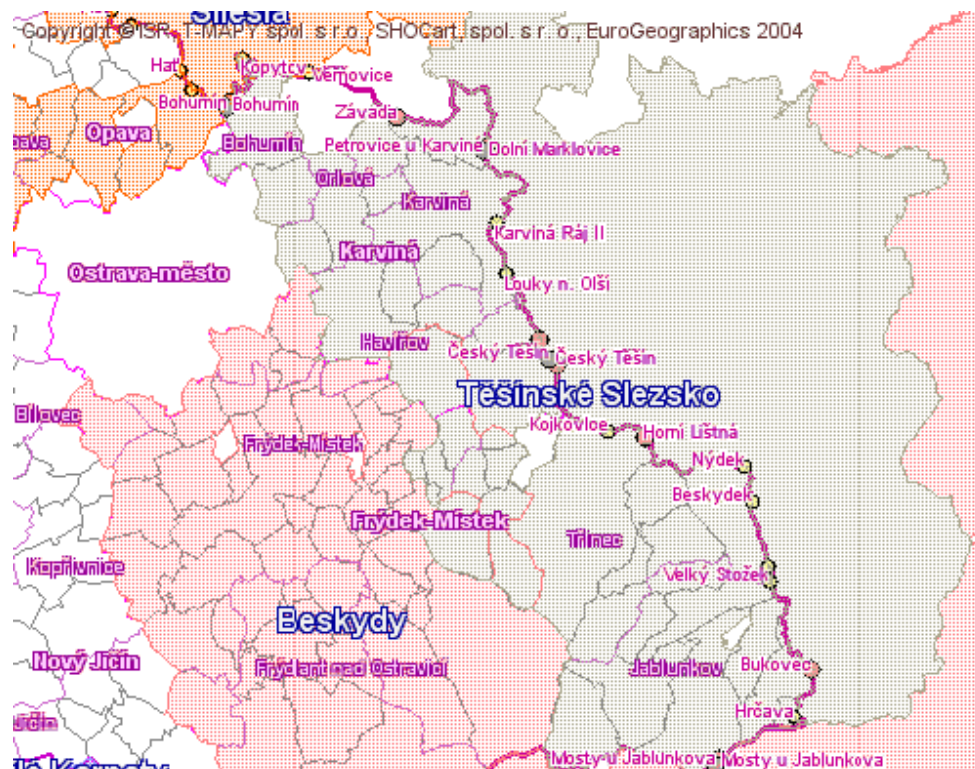 Silesia
Copyright ©ISR, T-MAPY spol. s r.o., SHOCart, spol. s r. o., EuroGeographics 2004
Hať
Věrňovice
Bohumín
Bohumín
Závada
Opava
Bohumín
Petrovice u Karviné
Dolní Marklovice
Orlová
Karviná
Karviná Ráj II
Karviná
Ostrava-město
Louky n. Olší
Havířov
Český Těšín
Český Těšín
Těšínské Slezsko
Bílovec
Kojkovice
Horní Líštná
Frýdek-Místek
Nýdek
Beskydek
Frýdek-Místek
Třinec
Kopřivnice
Velký Stožek
Beskydy
Nový Jičín
Frýdlant nad Ostravicí
Jablunkov
Bukovec
Hrčava
Mosty u Jablunkova
Mosty u Jablunkova